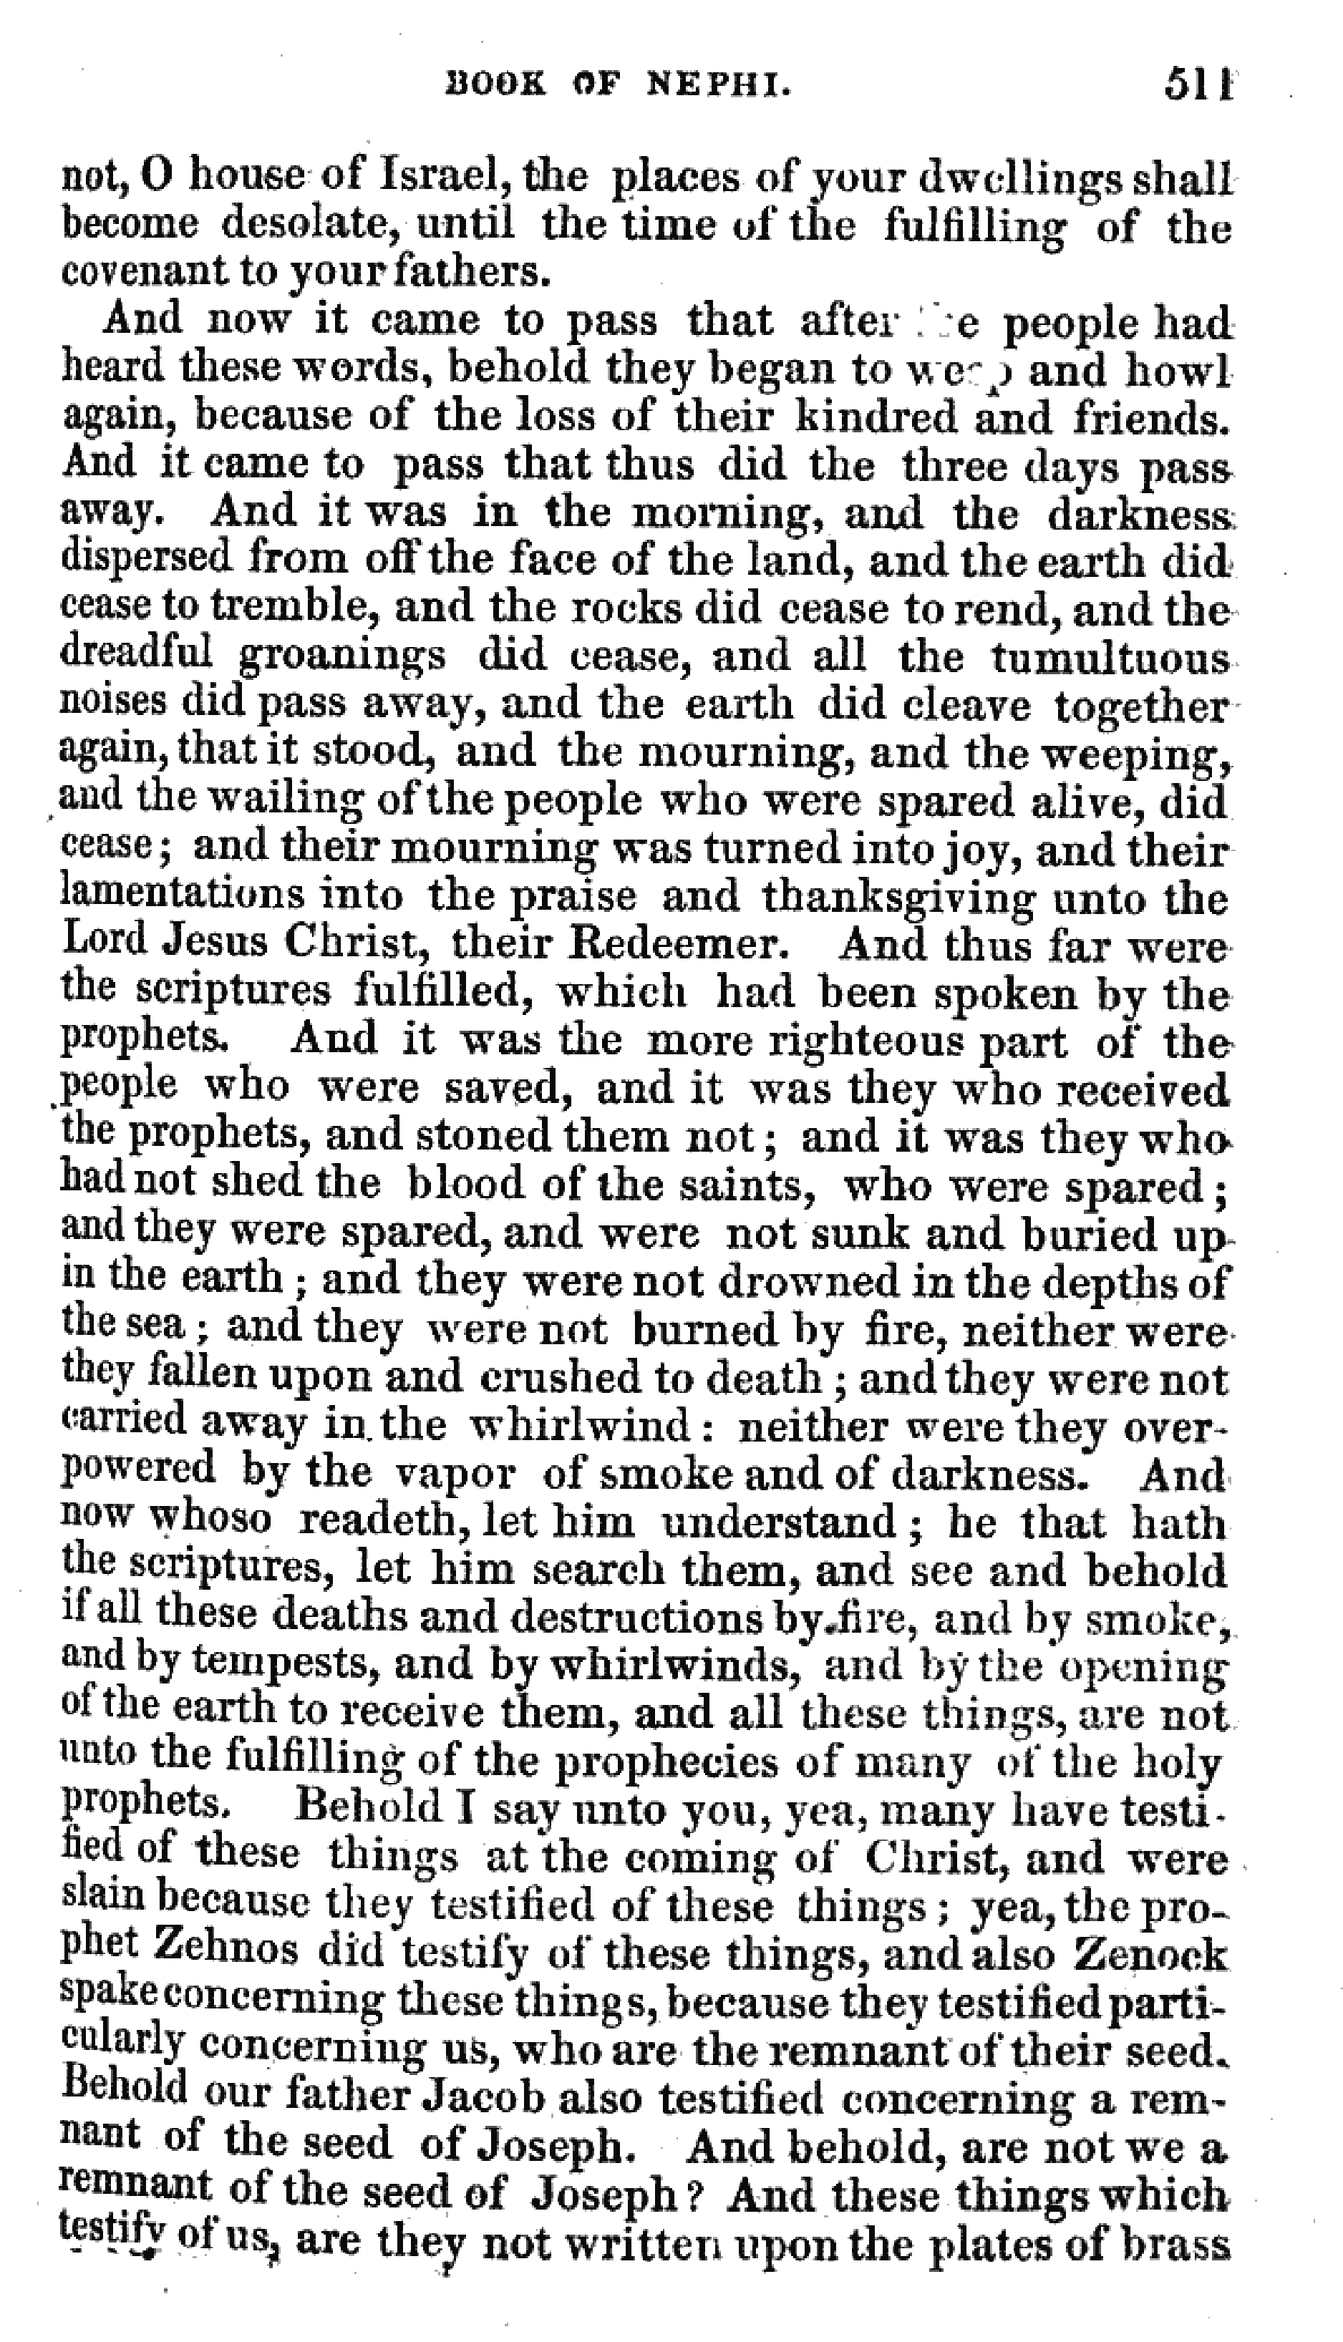 BOOK OF NEPHI. 511
not, O house of Israel, the places of your dwellings shall
become desolate, until the time of the fulfilling of the
covenant to your fathers.
And now it came to pass that after people had
heard these words, behold they began to and howl
again, because of the loss of their kindred and friends.
And it came to pass that thus did the three days pass
away. And it was in the morning, and the darkness
dispersed from off the face of the land, and the earth did
cease to tremble, and the rocks did cease to rend, and the
dreadful groanings did cease, and all the tumultuous
noises did pass away, and the earth did cleave together
again, that it stood, and the mourning, and the weeping,
and the wailing of the people who were spared alive, did
cease; and their mourning was turned into joy, and their
lamentations into the praise and thanksgiving unto the
Lord Jesus Christ, their Redeemer. And thus far were
the scriptures fulfilled, which had been spoken by the
prophets. And it was the more righteous part of the
people who were saved, and it was they who received
the prophets, and stoned them not; and it was they who
had not shed the blood of the saints, who were spared;
and they were spared, and were not sunk and buried up
in the earth; and they were not drowned in the depths of
the sea; and they were not burned by fire, neither were
they fallen upon and crushed to death; and they were not
carried away in the whirlwind: neither were they over-
powered by the vapor of smoke and of darkness. And
now whoso readeth, let him understand; he that hath
the scriptures, let him search them, and see and behold
if all these deaths and destructions by fire, and by smoke,
and by tempests, and by whirlwinds, and by the opening
of the earth to receive them, and all these things, are not
unto the fulfilling of the prophecies of many of the holy
prophets. Behold I say unto you, yea, many have testi-
fied of these things at the coming of Christ, and were
slain because they testified of these things; yea, the pro-
phet Zehnos did testify of these things, and also Zenock
spake concerning these things, because they testified parti-
cularly concerning us, who are the remnant of their seed.
Behold our father Jacob also testified concerning a rem-
nant of the seed of Joseph. And behold, are not we a
remnant of the seed of Joseph? And these things which
testify of us, are they not written upon the plates of brass